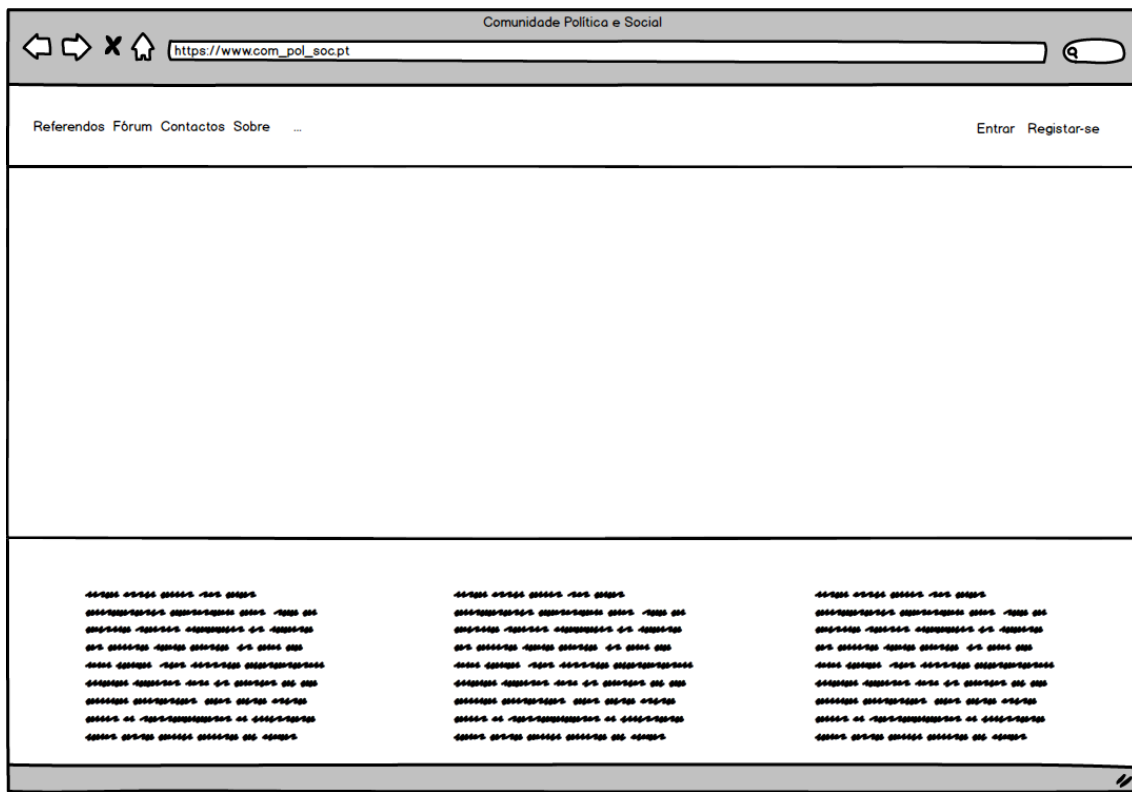 Comunidade Política e Social
https://www.com_pol_soc.pt
Referendos Fórum Contactos Sobre ...
Entrar Registar-se